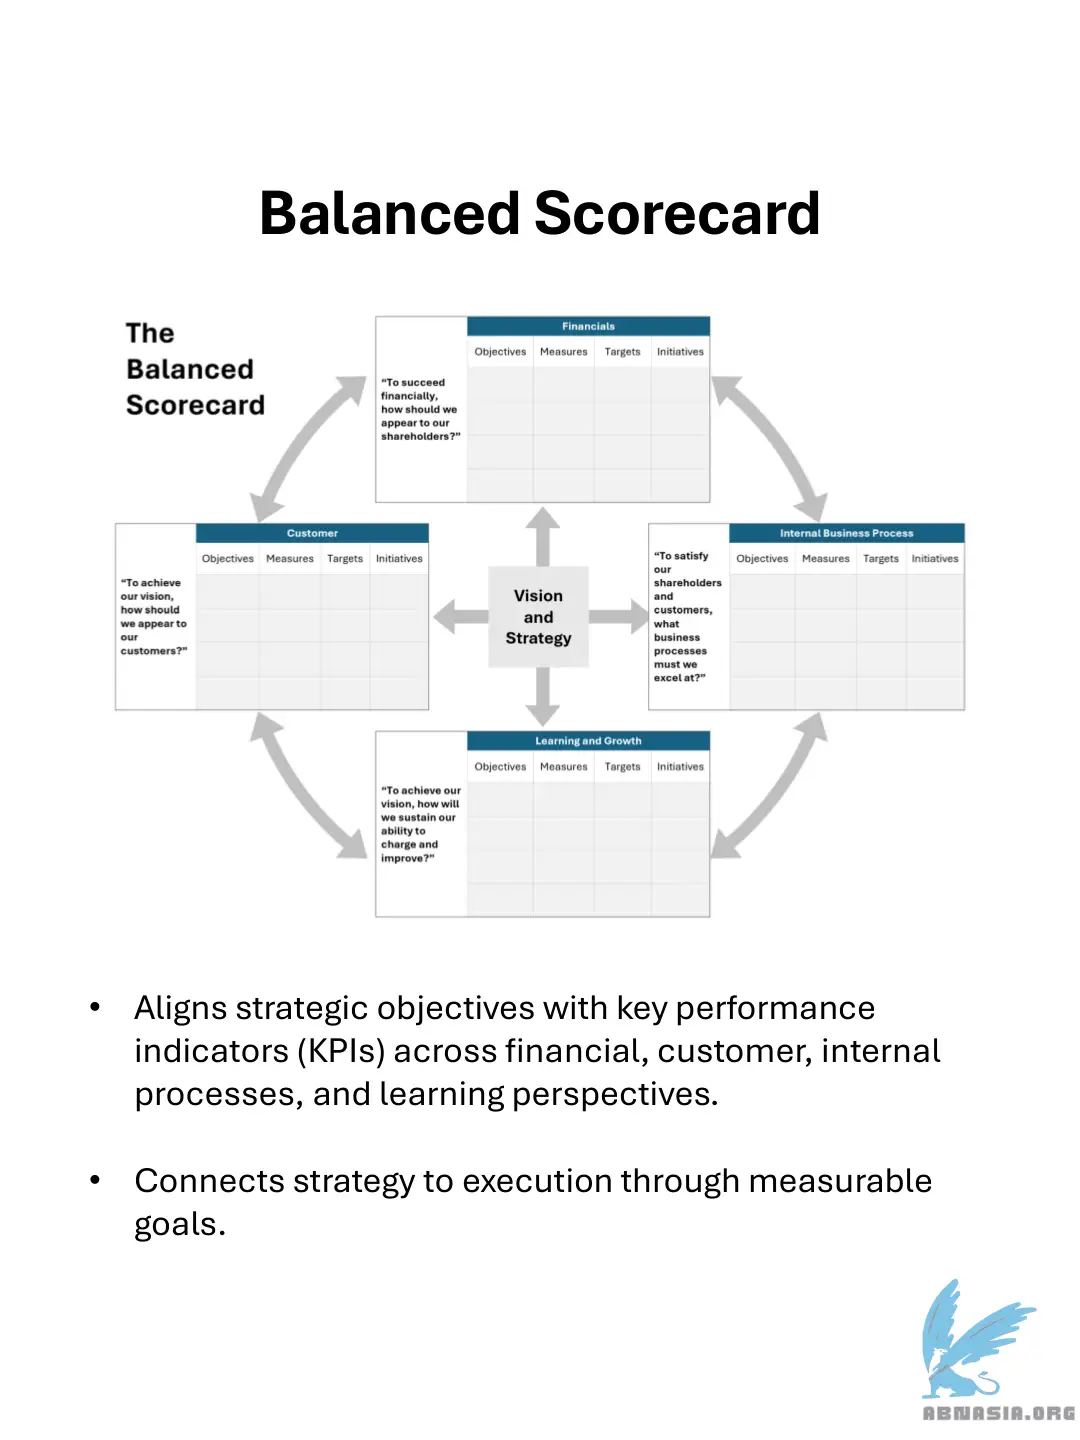 Balanced Scorecard
The
Balanced
Scorecard
Financials
Objectives Measures Targets Initiatives
“To succeed
financially,
how should we
appear to our
shareholders?”
Customer
Objectives Measures Targets Initiatives
“To achieve
our vision,
how should
we appear to
our
customers?”
Vision
and
Strategy
Internal Business Process
Objectives Measures Targets Initiatives
“To satisfy
our
shareholders
and
customers,
what
business
processes
must we
excel at?”
Learning and Growth
Objectives Measures Targets Initiatives
“To achieve our
vision, how will
we sustain our
ability to
charge and
improve?”
• Aligns strategic objectives with key performance
indicators (KPIs) across financial, customer, internal
processes, and learning perspectives.
• Connects strategy to execution through measurable
goals.
ABNASIA.ORG